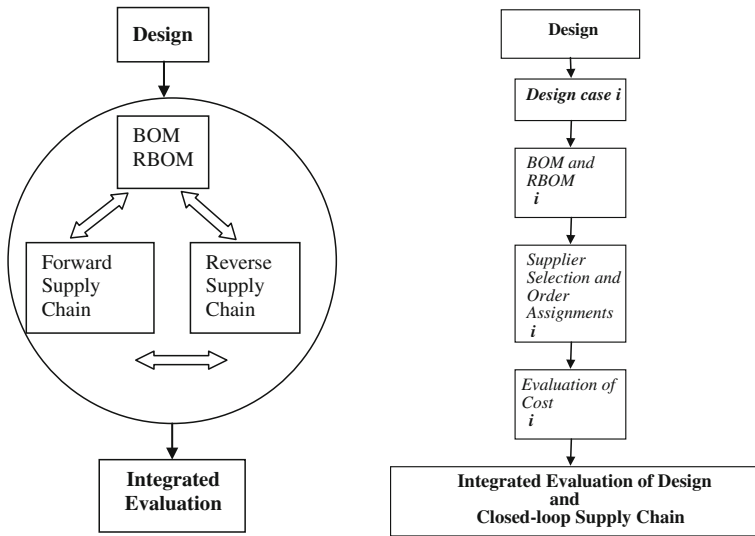 Design
BOM
RBOM
Forward
Supply
Chain
Reverse
Supply
Chain
Integrated
Evaluation
Design
Design case i
BOM and
RBOM
i
Supplier
Selection and
Order
Assignments
i
Evaluation of
Cost
i
Integrated Evaluation of Design
and
Closed-loop Supply Chain